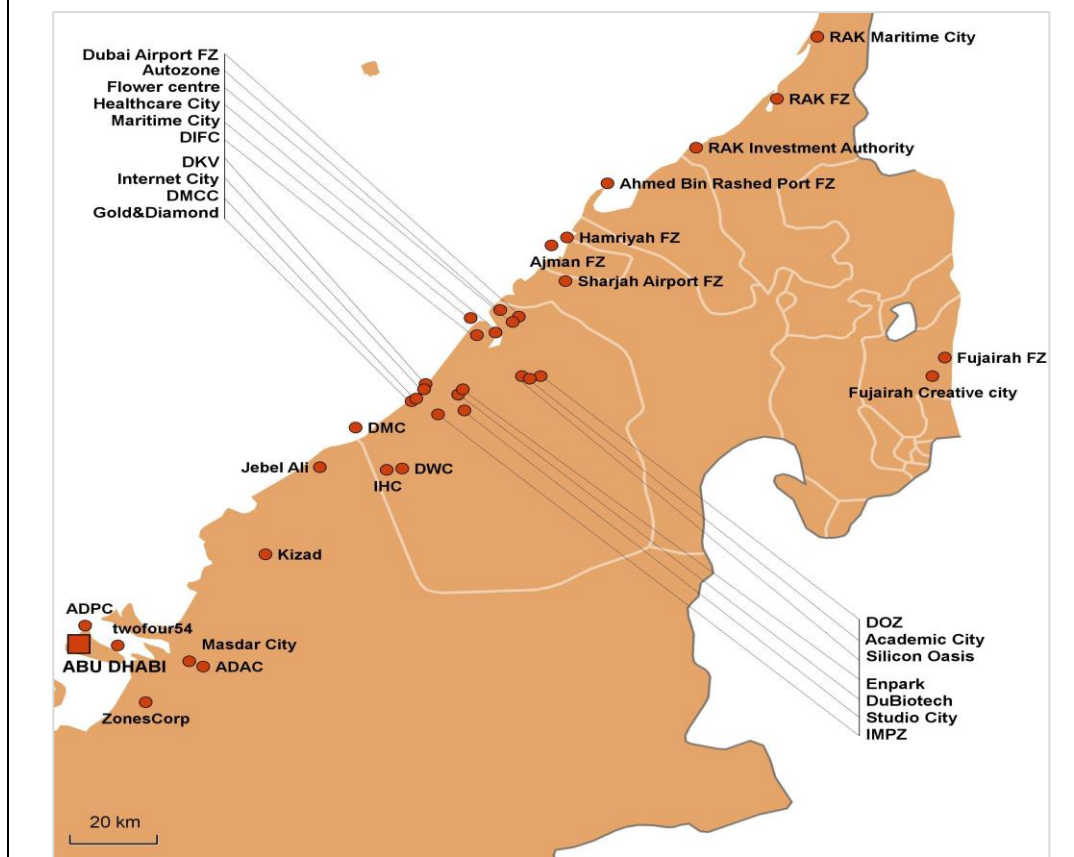 Dubai Airport FZ
Autozone
Flower centre
Healthcare City
Maritime City
DIFC
DKV
Internet City
DMCC
Gold&Diamond
RAK Maritime City
RAK FZ
RAK Investment Authority
Ahmed Bin Rashed Port FZ
Hamriyah FZ
Ajman FZ
Sharjah Airport FZ
Fujairah FZ
Fujairah Creative city
DMC
Jebel Ali
DWC
IHC
Kizad
ADPC
twofour54
Masdar City
ABU DHABI
ADAC
ZonesCorp
DOZ
Academic City
Silicon Oasis
Enpark
DuBiotech
Studio City
IMPZ
20 km